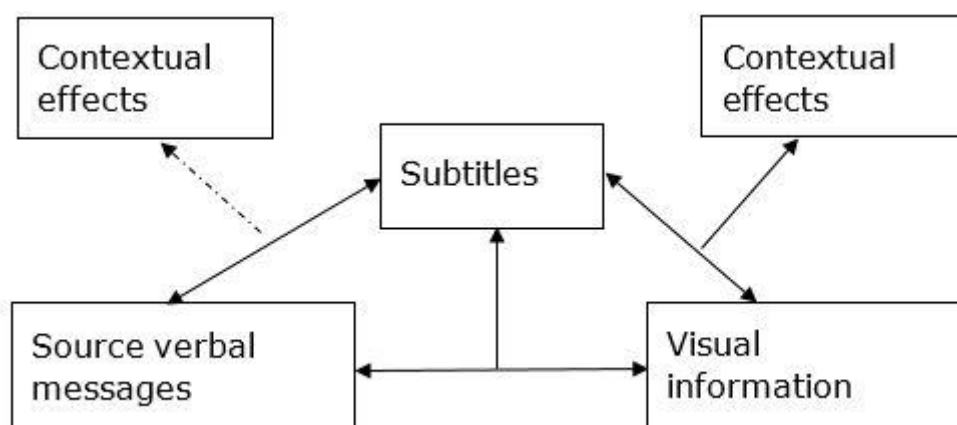 Contextual
effects
Contextual
effects
Subtitles
Source verbal
messages
Visual
information